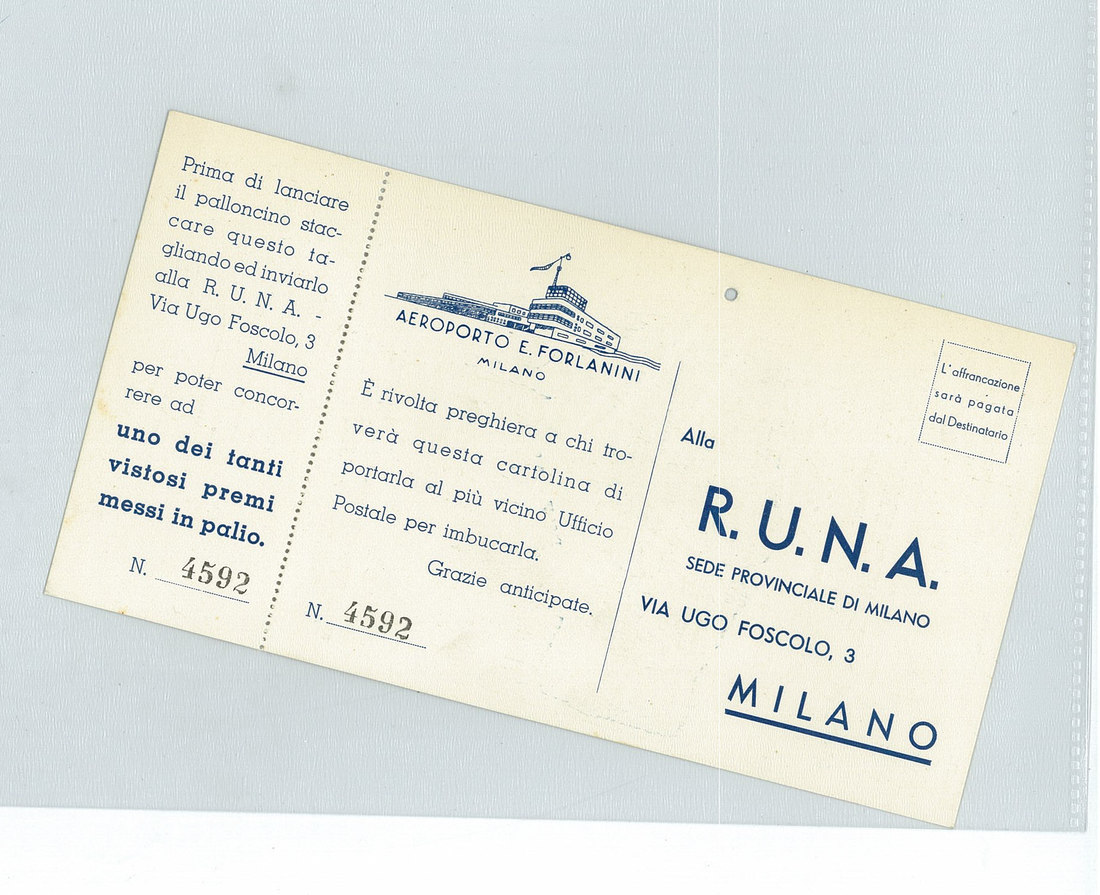 Prima di lanciare
il palloncino stac-
care questo ta-
gliando ed inviarlo
alla R. U. N. A. -
Via Ugo Foscolo, 3
Milano
per poter concor-
rere ad
uno dei tanti
vistosi premi
messi in palio.
N. 4592
AEROPORTO E. FORLANINI
MILANO
È rivolta preghiera a chi tro-
verà questa cartolina di
portarla al più vicino Ufficio
Postale per imbucarla.
Grazie anticipate.
N. 4592
L'affrancazione
sarà pagata
dal Destinatario
Alla
R. U. N. A.
SEDE PROVINCIALE DI MILANO
VIA UGO FOSCOLO, 3
MILANO